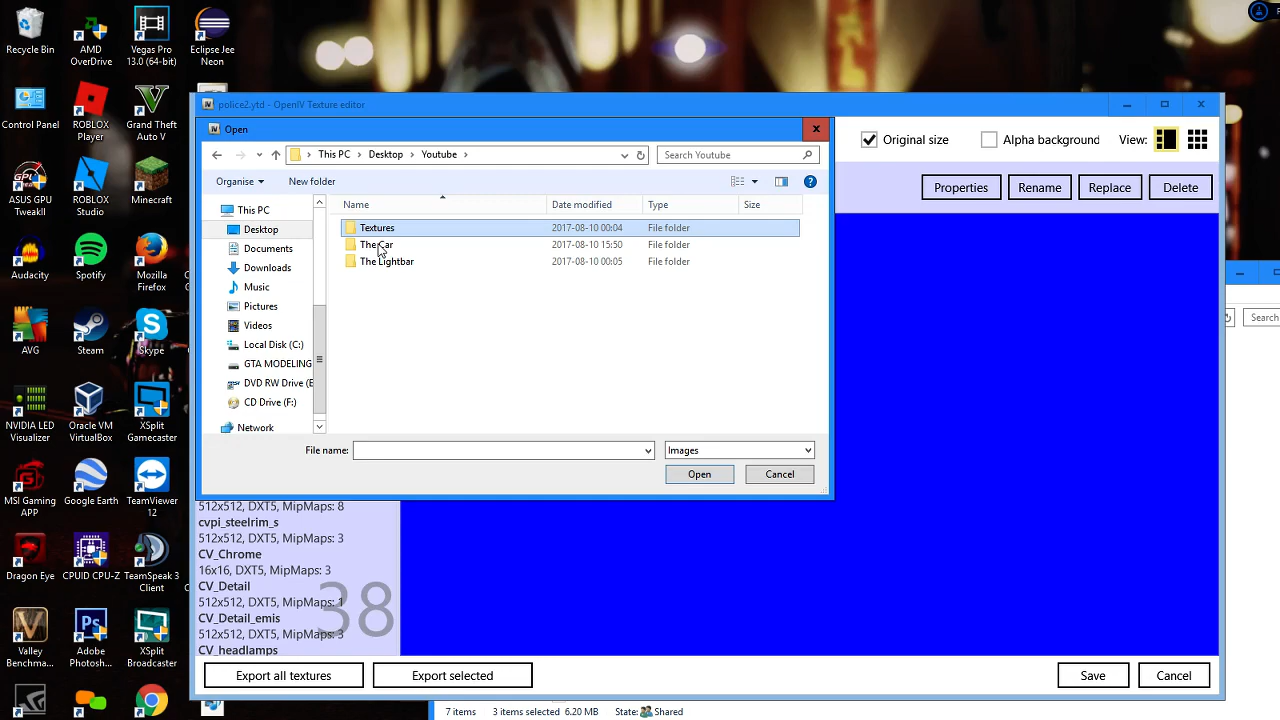 Recycle Bin
AMD OverDrive
Vegas Pro 13.0 (64-bit)
Eclipse Jee Neon
Control Panel
ROBLOX Player
Grand Theft Auto V
ASUS GPU TweakII
ROBLOX Studio
Minecraft
Audacity
Spotify
Mozilla Firefox
AVG
Steam
Skype
NVIDIA LED Visualizer
Oracle VM VirtualBox
XSplit Gamecaster
MSI Gaming APP
Google Earth
TeamViewer 12
Dragon Eye
CPUID CPU-Z
TeamSpeak 3 Client
Valley Benchma...
Adobe Photosh...
XSplit Broadcaster
police2.ytd - OpenIV Texture editor
Open
This PC > Desktop > Youtube >
Search Youtube
Organise
New folder
Name
Date modified
Type
Size
This PC
Desktop
Documents
Downloads
Music
Pictures
Videos
Local Disk (C:)
GTA MODELING
DVD RW Drive (E
CD Drive (F:)
Network
Textures 2017-08-10 00:04 File folder
The Car 2017-08-10 15:50 File folder
The Lightbar 2017-08-10 00:05 File folder
File name:
Images
Open
Cancel
Original size
Alpha background
View:
Properties
Rename
Replace
Delete
512x512, DXT5, MipMaps: 8
cvpi_steelrim_s
512x512, DXT5, MipMaps: 3
CV_Chrome
16x16, DXT5, MipMaps: 3
CV_Detail
512x512, DXT5, MipMaps: 1
CV_Detail_emis
512x512, DXT5, MipMaps: 3
CV_headlamps
38
Export all textures
Export selected
Save
Cancel
Search
7 items 3 items selected 6.20 MB State: Shared